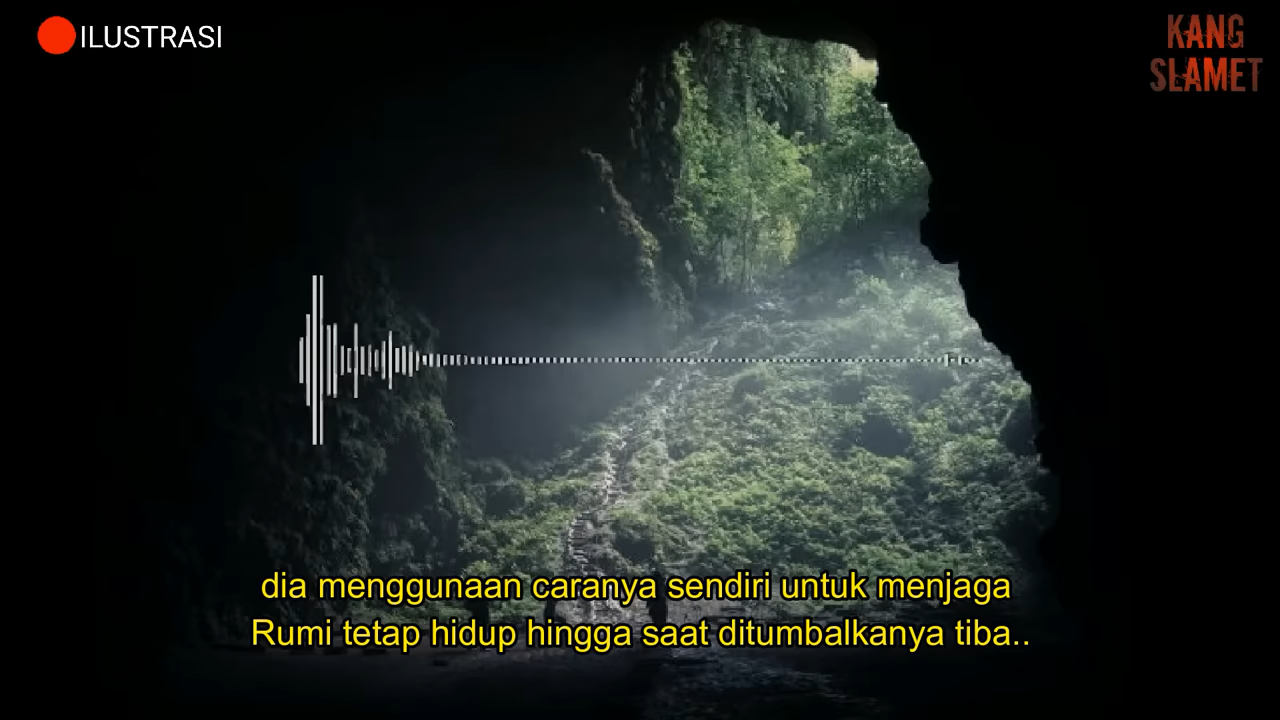 ILUSTRASI
KANG
SLAMET
dia menggunaan caranya sendiri untuk menjaga
Rumi tetap hidup hingga saat ditumbalkanya tiba..